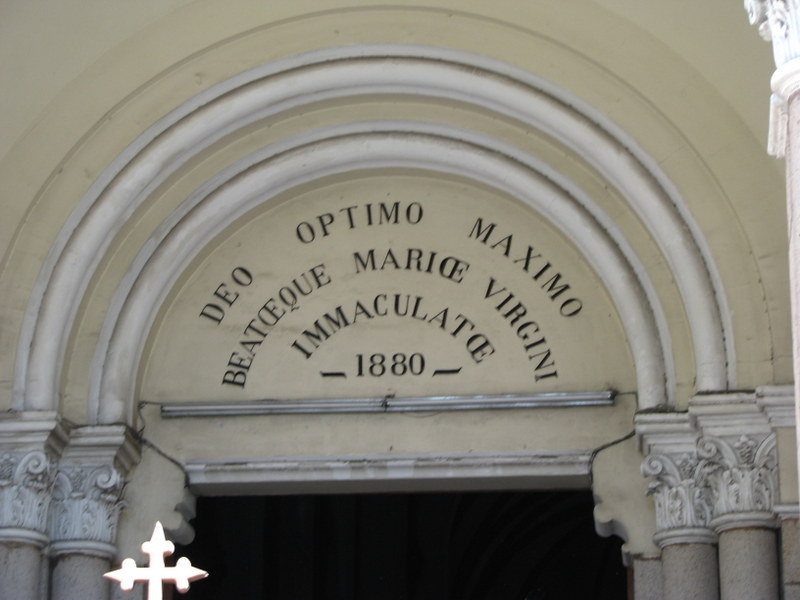 DEO OPTIMO MAXIMO
BEATŒQUE MARIŒ VIRGINI
IMMACULATŒ
– 1880 –